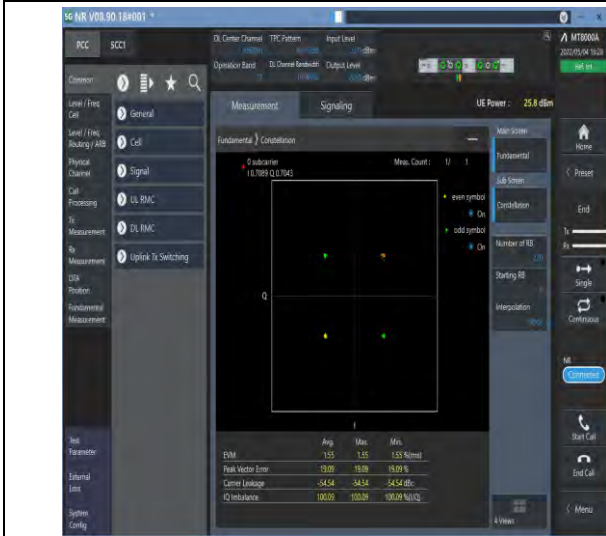 5G NR V08.90.18#001 *
PCC SCC1
DL Center Channel TPC Pattern Input Level
Operation Band DL Channel Bandwidth Output Level
MT8000A
2022/05/04
Common
Level / Freq.
Cell
Level / Freq.
Routing / ARB
Physical
Channel
Call
Processing
Tx
Measurement
Rx
Measurement
OTA
Position
Fundamental
Measurement
Test
Parameter
External
Loss
System
Config
General
Cell
Signal
UL RMC
DL RMC
Uplink Tx Switching
Measurement Signaling
UE Power : 25.8 dBm
Fundamental Constellation
0 subcarrier Meas. Count : 1/ 1
I 0.7089 Q 0.7043
even symbol
On
odd symbol
On
Q
I
Avg. Max. Min.
EVM 1.55 1.55 1.55 %(rms)
Peak Vector Error 19.09 19.09 19.09 %
Carrier Leakage -54.54 -54.54 -54.54 dBc
IQ Imbalance 100.09 100.09 100.09 %(I/Q)
Main Screen
Fundamental
Sub Screen
Constellation
Number of RB
Starting RB
Interpolation
4 Views
Home
Preset
End
Tx
Rx
Single
Continuous
NR
Connected
Start Call
End Call
Menu